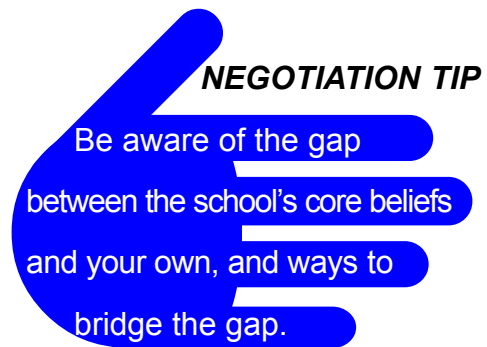 NEGOTIATION TIP
Be aware of the gap
between the school’s core beliefs
and your own, and ways to
bridge the gap.